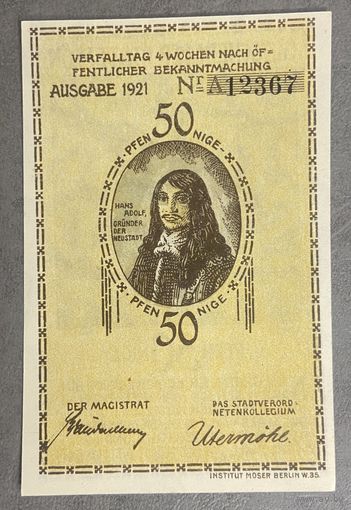 VERFALLTAG 4 WOCHEN NACH ÖF=
FENTLICHER BEKANNTMACHUNG
AUSGABE 1921 Nr A12367
50
PFEN NIGE
HANS
ADOLF,
GRÜNDER
DER
NEUSTADT
PFEN NIGE
50
DER MAGISTRAT
DAS STADTVERORD=
NETENKOLLEGIUM
Utermöhl.
INSTITUT MOSER BERLIN W.35.